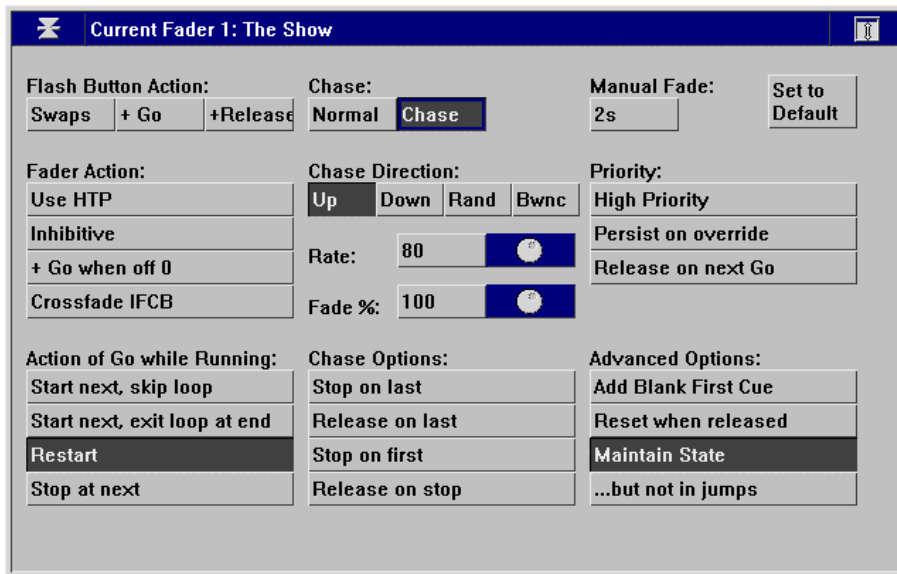 Current Fader 1: The Show
Flash Button Action:
Swaps
+ Go
+Release
Chase:
Normal
Chase
Manual Fade:
2s
Set to
Default
Fader Action:
Use HTP
Inhibitive
+ Go when off 0
Crossfade IFCB
Chase Direction:
Up
Down
Rand
Bwnc
Rate:
80
Fade %:
100
Priority:
High Priority
Persist on override
Release on next Go
Action of Go while Running:
Start next, skip loop
Start next, exit loop at end
Restart
Stop at next
Chase Options:
Stop on last
Release on last
Stop on first
Release on stop
Advanced Options:
Add Blank First Cue
Reset when released
Maintain State
...but not in jumps